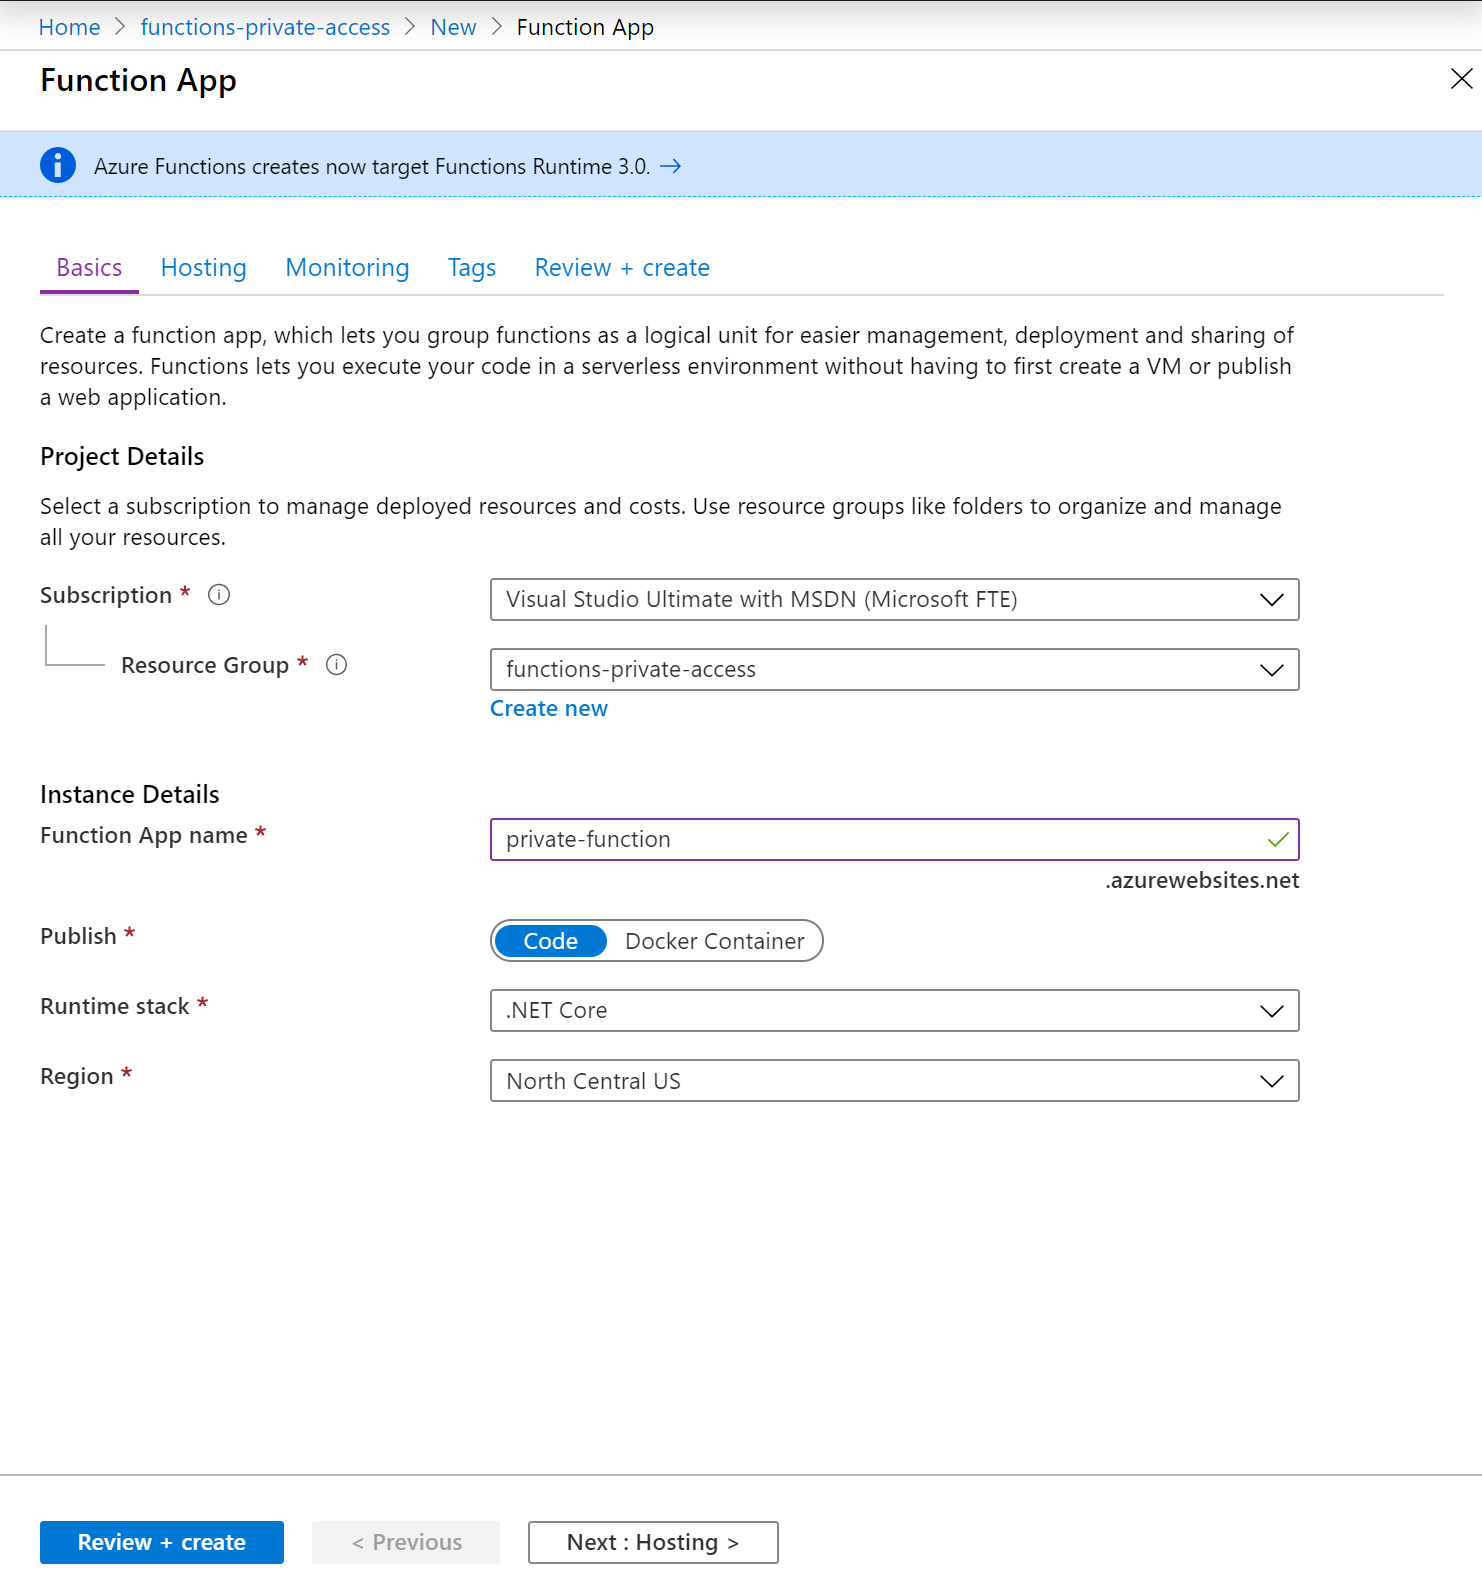 Home > functions-private-access > New > Function App
Function App
Azure Functions creates now target Functions Runtime 3.0. →
Basics Hosting Monitoring Tags Review + create
Create a function app, which lets you group functions as a logical unit for easier management, deployment and sharing of
resources. Functions lets you execute your code in a serverless environment without having to first create a VM or publish
a web application.
Project Details
Select a subscription to manage deployed resources and costs. Use resource groups like folders to organize and manage
all your resources.
Subscription * Visual Studio Ultimate with MSDN (Microsoft FTE)
Resource Group * functions-private-access
Create new
Instance Details
Function App name * private-function
.azurewebsites.net
Publish * Code Docker Container
Runtime stack * .NET Core
Region * North Central US
Review + create < Previous Next : Hosting >